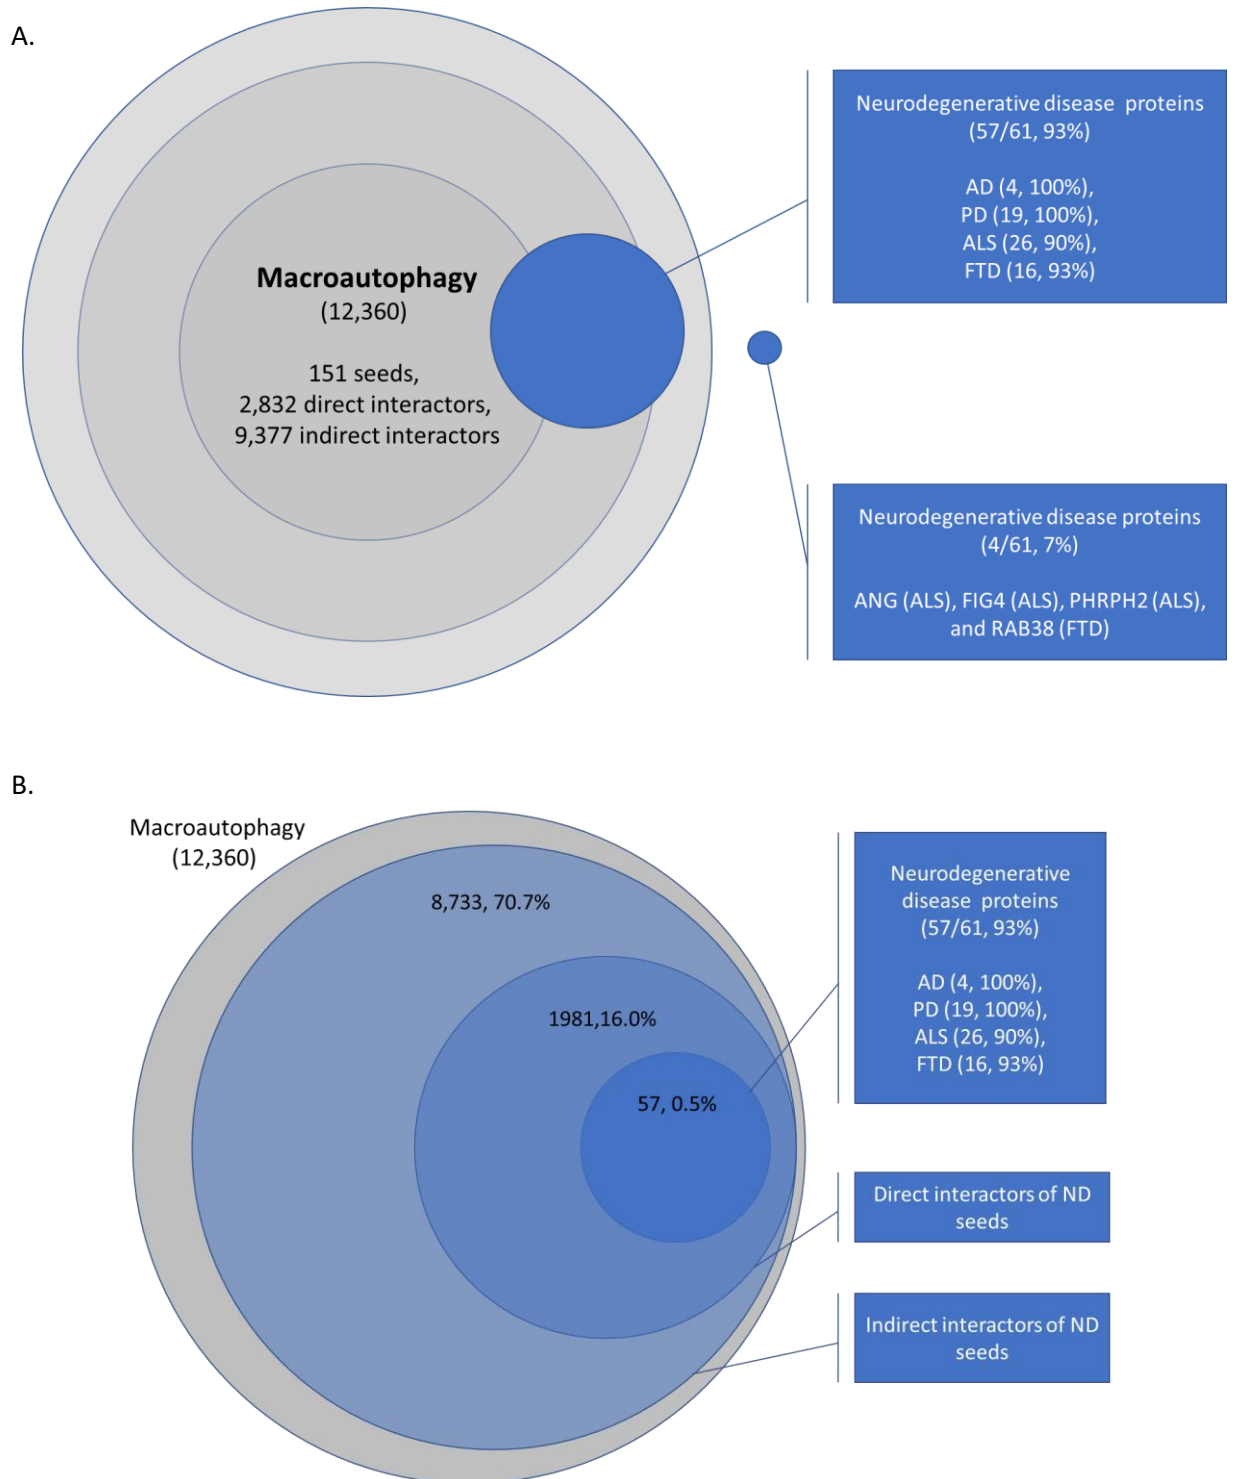 A.
Macroautophagy
(12,360)
151 seeds,
2,832 direct interactors,
9,377 indirect interactors
Neurodegenerative disease proteins
(57/61, 93%)
AD (4, 100%),
PD (19, 100%),
ALS (26, 90%),
FTD (16, 93%)
Neurodegenerative disease proteins
(4/61, 7%)
ANG (ALS), FIG4 (ALS), PHRPH2 (ALS),
and RAB38 (FTD)
B.
Macroautophagy
(12,360)
8,733, 70.7%
1981,16.0%
57, 0.5%
Neurodegenerative
disease proteins
(57/61, 93%)
AD (4, 100%),
PD (19, 100%),
ALS (26, 90%),
FTD (16, 93%)
Direct interactors of ND
seeds
Indirect interactors of ND
seeds